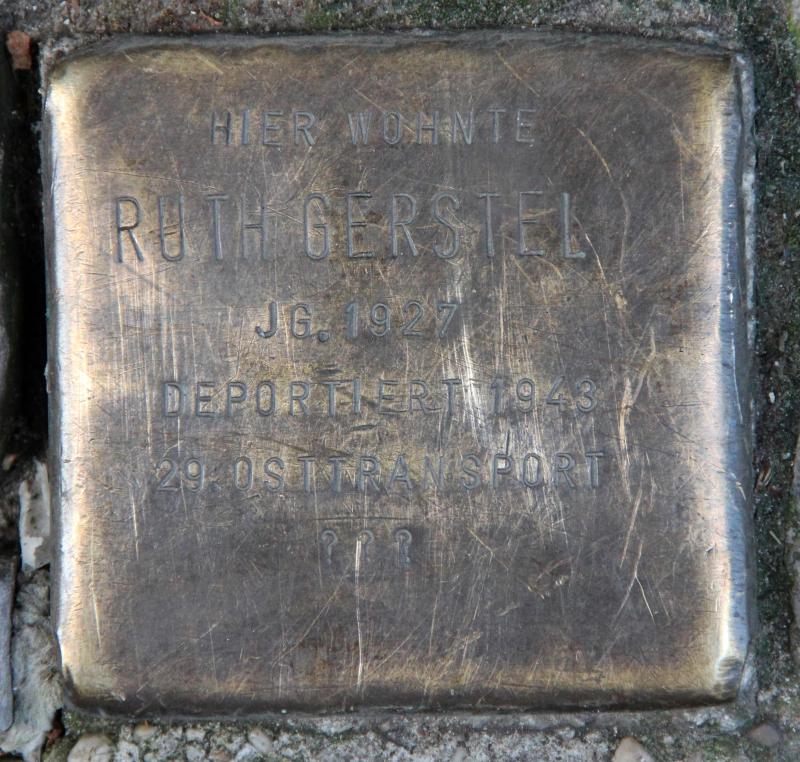 HIER WOHNTE
RUTH GERSTEL
JG. 1927
DEPORTIERT 1943
29. OSTTRANSPORT
???